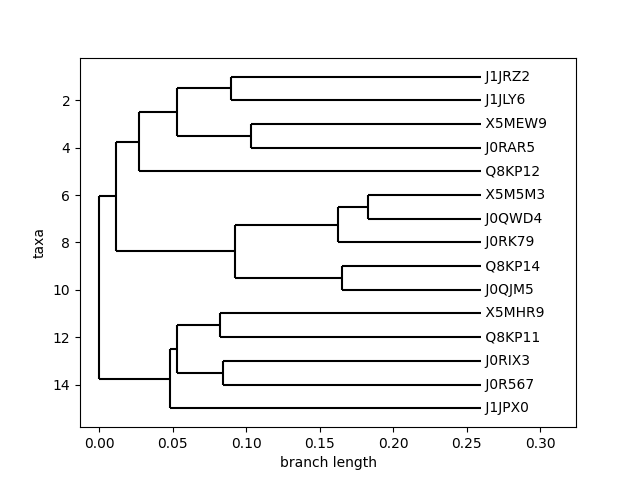 J1JRZ2
J1JLY6
X5MEW9
J0RAR5
Q8KP12
X5M5M3
J0QWD4
J0RK79
Q8KP14
J0QJM5
X5MHR9
Q8KP11
J0RIX3
J0R567
J1JPX0
2
4
6
8
10
12
14
taxa
0.00 0.05 0.10 0.15 0.20 0.25 0.30
branch length